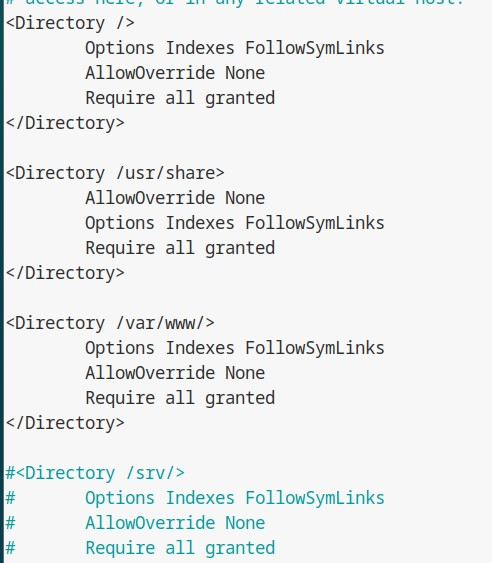 # access here, or in any related virtual host.
<Directory />
        Options Indexes FollowSymLinks
        AllowOverride None
        Require all granted
</Directory>

<Directory /usr/share>
        AllowOverride None
        Options Indexes FollowSymLinks
        Require all granted
</Directory>

<Directory /var/www/>
        Options Indexes FollowSymLinks
        AllowOverride None
        Require all granted
</Directory>

#<Directory /srv/>
#       Options Indexes FollowSymLinks
#       AllowOverride None
#       Require all granted